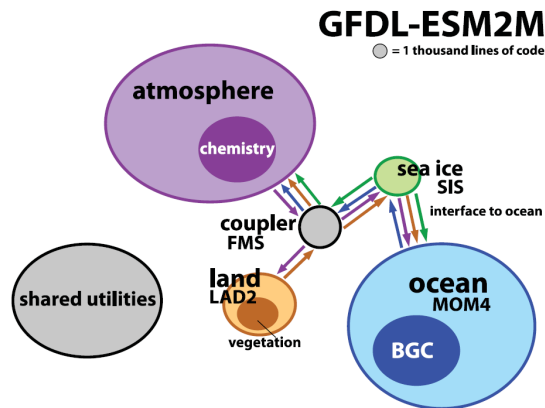 GFDL-ESM2M
= 1 thousand lines of code
atmosphere
chemistry
sea ice
SIS
interface to ocean
coupler
FMS
land
LAD2
vegetation
shared utilities
ocean
MOM4
BGC